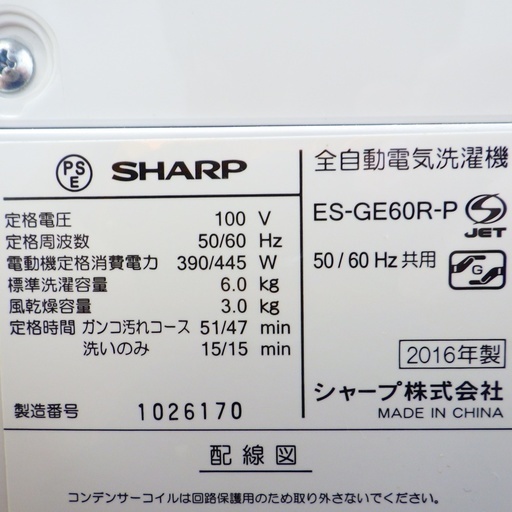 PSE SHARP
定格電圧 100 V
定格周波数 50/60 Hz
電動機定格消費電力 390/445 W
標準洗濯容量 6.0 kg
風乾燥容量 3.0 kg
定格時間 ガンコ汚れコース 51/47 min
洗いのみ 15/15 min
製造番号 1026170
全自動電気洗濯機
ES-GE60R-P
S JET
50/60 Hz 共用
G
2016年製
シャープ株式会社
MADE IN CHINA
配線図
コンデンサーコイルは回路保護用のため取り外さないでください。